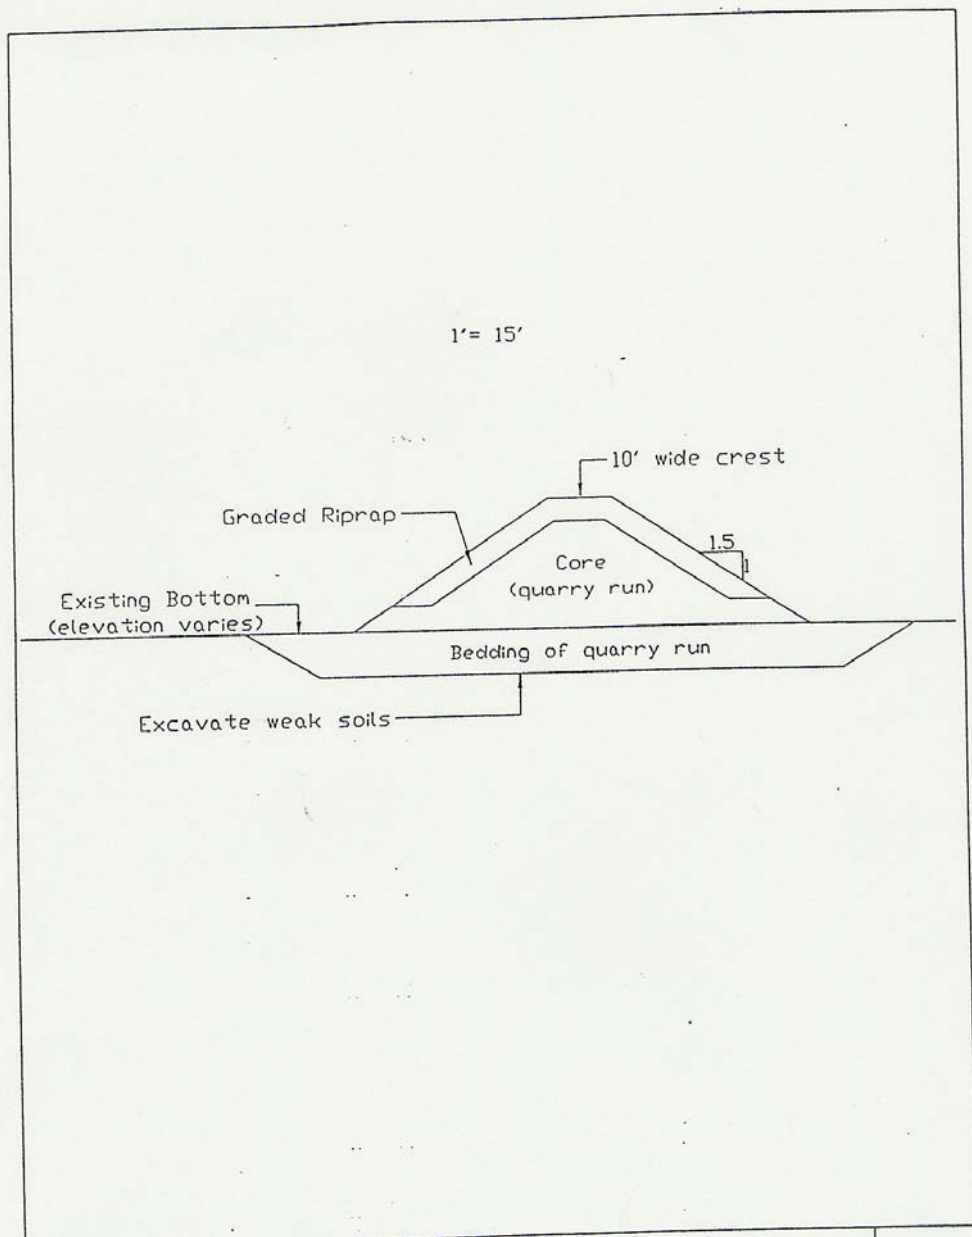 1'= 15'
10' wide crest
Graded Riprap
1.5
1
Core
(quarry run)
Existing Bottom
(elevation varies)
Bedding of quarry run
Excavate weak soils